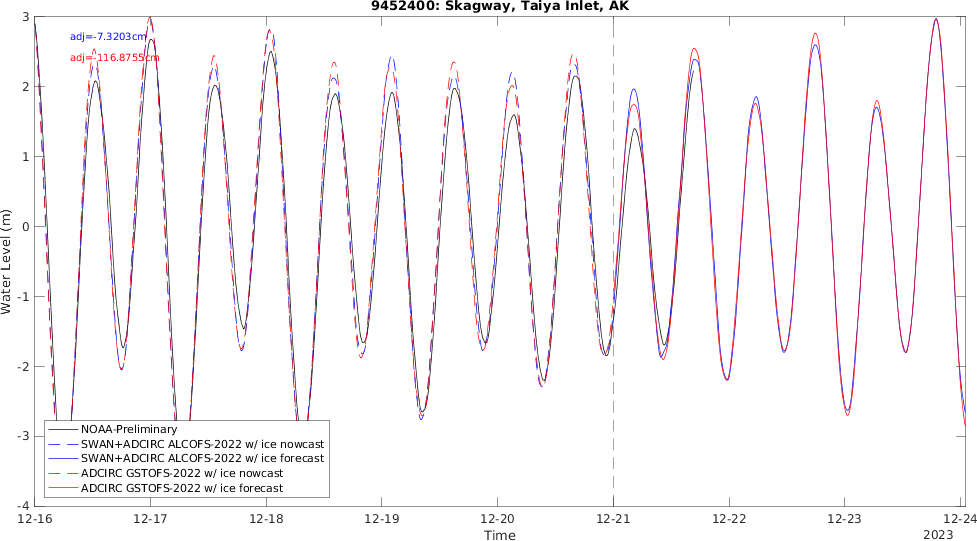 9452400: Skagway, Taiya Inlet, AK
adj=-7.3203cm
adj=-116.8755cm
3
2
1
0
-1
-2
-3
-4
Water Level (m)
NOAA-Preliminary
SWAN+ADCIRC ALCOFS-2022 w/ ice nowcast
SWAN+ADCIRC ALCOFS-2022 w/ ice forecast
ADCIRC GSTOFS-2022 w/ ice nowcast
ADCIRC GSTOFS-2022 w/ ice forecast
12-16 12-17 12-18 12-19 12-20 12-21 12-22 12-23 12-24
Time
2023